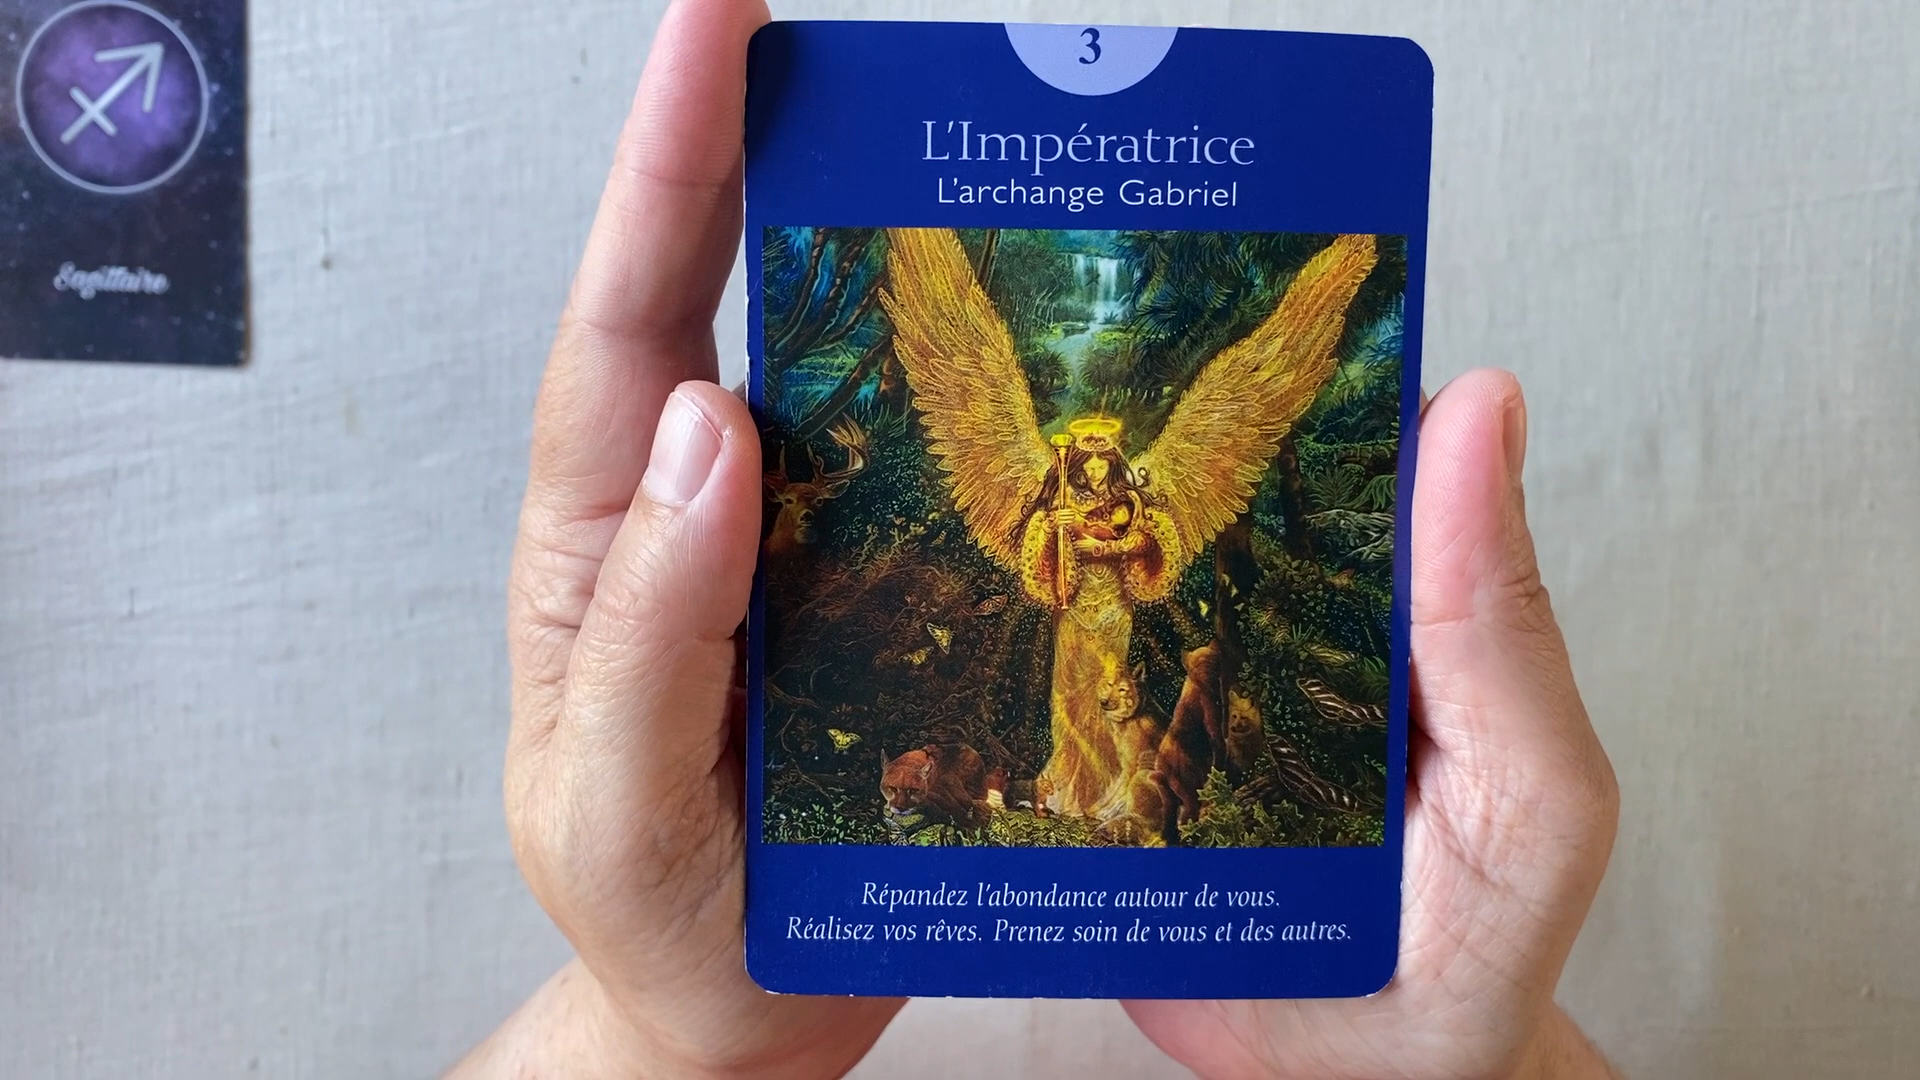 Sagittaire
3
L'Impératrice
L'archange Gabriel
Répandez l'abondance autour de vous.
Réalisez vos rêves. Prenez soin de vous et des autres.